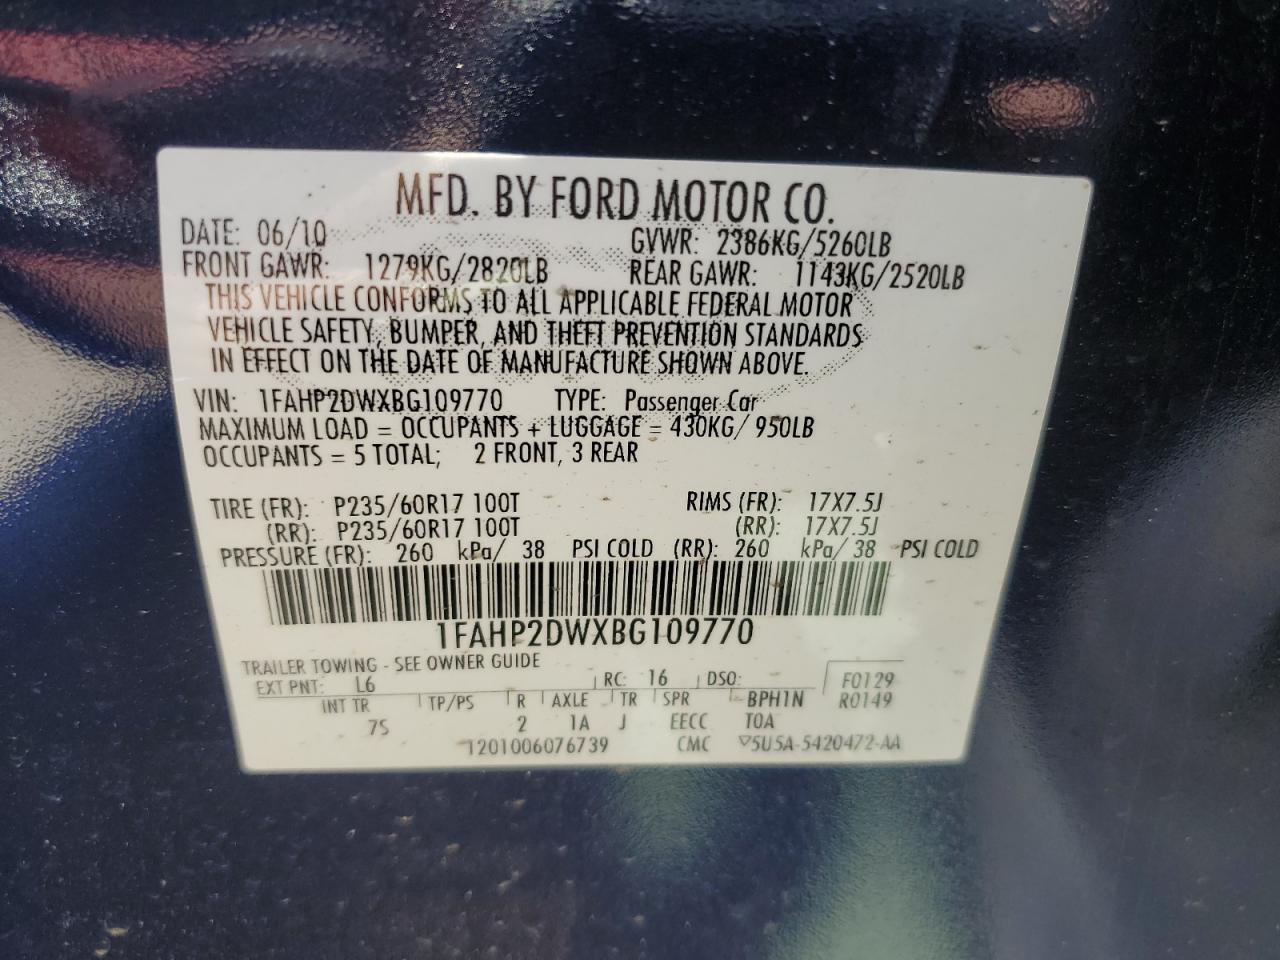 MFD. BY FORD MOTOR CO.
DATE: 06/10 GVWR: 2386KG/5260LB
FRONT GAWR: 1279KG/2820LB REAR GAWR: 1143KG/2520LB
THIS VEHICLE CONFORMS TO ALL APPLICABLE FEDERAL MOTOR
VEHICLE SAFETY, BUMPER, AND THEFT PREVENTION STANDARDS
IN EFFECT ON THE DATE OF MANUFACTURE SHOWN ABOVE.
VIN: 1FAHP2DWXBG109770 TYPE: Passenger Car
MAXIMUM LOAD = OCCUPANTS + LUGGAGE = 430KG/ 950LB
OCCUPANTS = 5 TOTAL; 2 FRONT, 3 REAR
TIRE (FR): P235/60R17 100T RIMS (FR): 17X7.5J
(RR): P235/60R17 100T (RR): 17X7.5J
PRESSURE (FR): 260 kPa/ 38 PSI COLD (RR): 260 kPa/ 38 PSI COLD
1FAHP2DWXBG109770
TRAILER TOWING - SEE OWNER GUIDE
EXT PNT: L6 RC: 16 DSO: F0129
INT TR TP/PS R AXLE TR SPR BPH1N R0149
7S 2 1A J EECC TOA
1201006076739 CMC ▽5U5A-5420472-AA